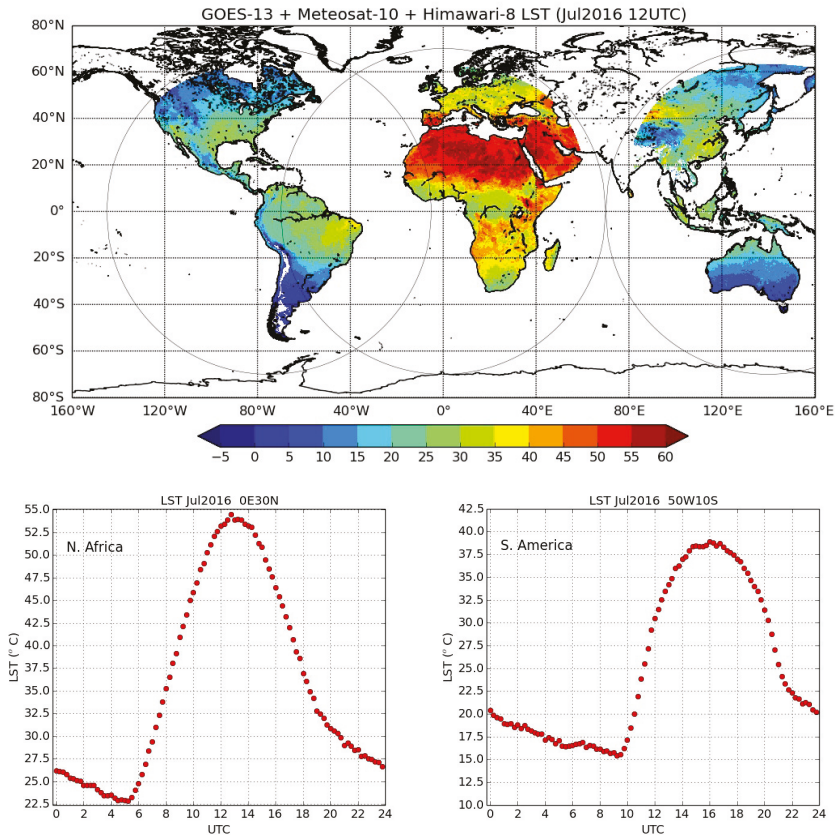 GOES-13 + Meteosat-10 + Himawari-8 LST (Jul2016 12UTC)
80°N
60°N
40°N
20°N
0°
20°S
40°S
60°S
80°S
160°W 120°W 80°W 40°W 0° 40°E 80°E 120°E 160°E
−5 0 5 10 15 20 25 30 35 40 45 50 55 60
LST Jul2016 0E30N
N. Africa
LST (° C)
55.0
52.5
50.0
47.5
45.0
42.5
40.0
37.5
35.0
32.5
30.0
27.5
25.0
22.5
0 2 4 6 8 10 12 14 16 18 20 22 24
UTC
LST Jul2016 50W10S
S. America
LST (° C)
42.5
40.0
37.5
35.0
32.5
30.0
27.5
25.0
22.5
20.0
17.5
15.0
12.5
10.0
0 2 4 6 8 10 12 14 16 18 20 22 24
UTC